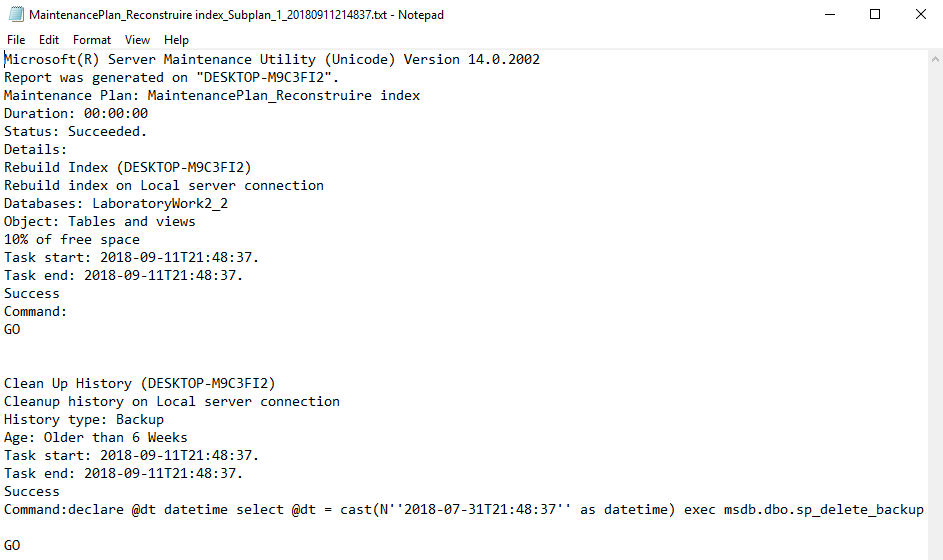 MaintenancePlan_Reconstruire index_Subplan_1_20180911214837.txt - Notepad
File Edit Format View Help
Microsoft(R) Server Maintenance Utility (Unicode) Version 14.0.2002
Report was generated on "DESKTOP-M9C3FI2".
Maintenance Plan: MaintenancePlan_Reconstruire index
Duration: 00:00:00
Status: Succeeded.
Details:
Rebuild Index (DESKTOP-M9C3FI2)
Rebuild index on Local server connection
Databases: LaboratoryWork2_2
Object: Tables and views
10% of free space
Task start: 2018-09-11T21:48:37.
Task end: 2018-09-11T21:48:37.
Success
Command:
GO
Clean Up History (DESKTOP-M9C3FI2)
Cleanup history on Local server connection
History type: Backup
Age: Older than 6 Weeks
Task start: 2018-09-11T21:48:37.
Task end: 2018-09-11T21:48:37.
Success
Command:declare @dt datetime select @dt = cast(N''2018-07-31T21:48:37'' as datetime) exec msdb.dbo.sp_delete_backup
GO